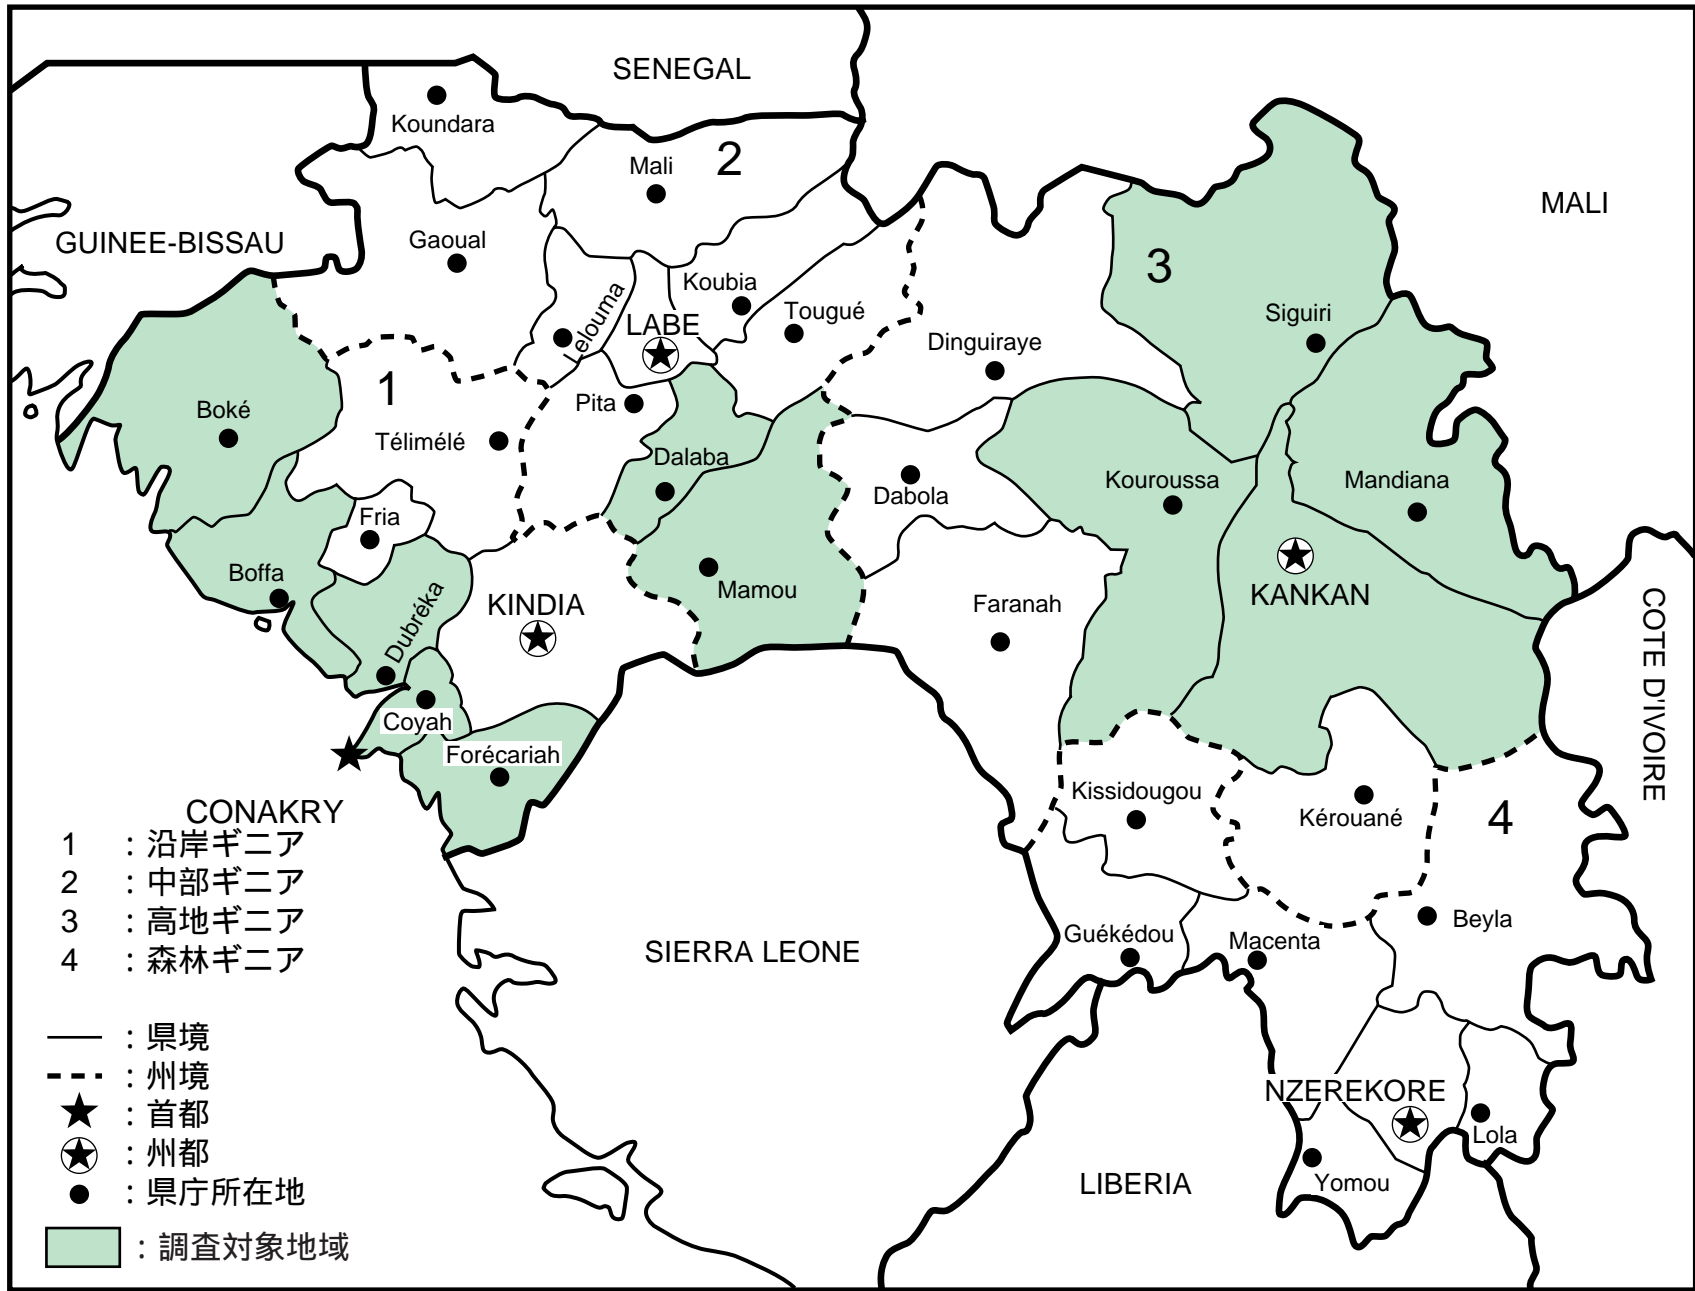 SENEGAL
Koundara
Mali
2
MALI
GUINEE-BISSAU
Gaoual
3
Koubia
Lelouma
LABE
Tougué
Siguiri
Dinguiraye
1
Pita
Boké
Télimélé
Dalaba
Dabola
Kouroussa
Mandiana
Fria
Boffa
Mamou
KINDIA
Dubréka
Faranah
KANKAN
COTE D'IVOIRE
Coyah
Forécariah
Kissidougou
Kérouané
4
CONAKRY
Beyla
Guékédou
Macenta
SIERRA LEONE
NZEREKORE
Lola
Yomou
LIBERIA
1 : 沿岸ギニア
2 : 中部ギニア
3 : 高地ギニア
4 : 森林ギニア
: 県境
: 州境
: 首都
: 州都
: 県庁所在地
: 調査対象地域